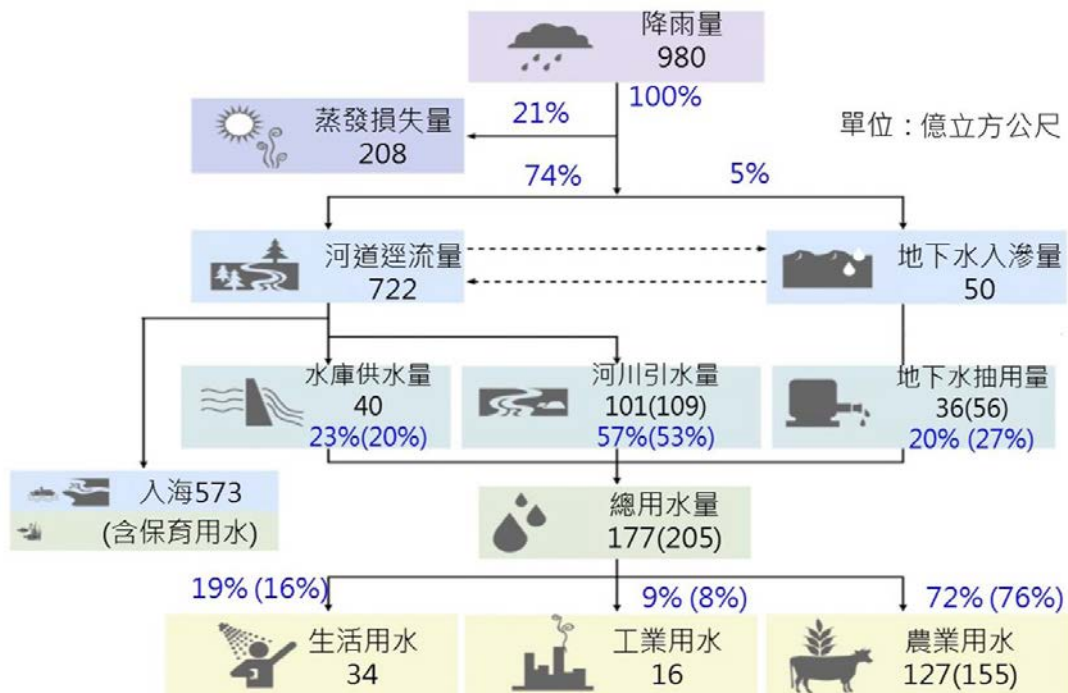 降雨量
980
100%
21%
蒸發損失量
208
單位：億立方公尺
74%
5%
河道逕流量
722
地下水入滲量
50
水庫供水量
40
23%(20%)
河川引水量
101(109)
57%(53%)
地下水抽用量
36(56)
20% (27%)
入海573
(含保育用水)
總用水量
177(205)
19% (16%)
9% (8%)
72% (76%)
生活用水
34
工業用水
16
農業用水
127(155)